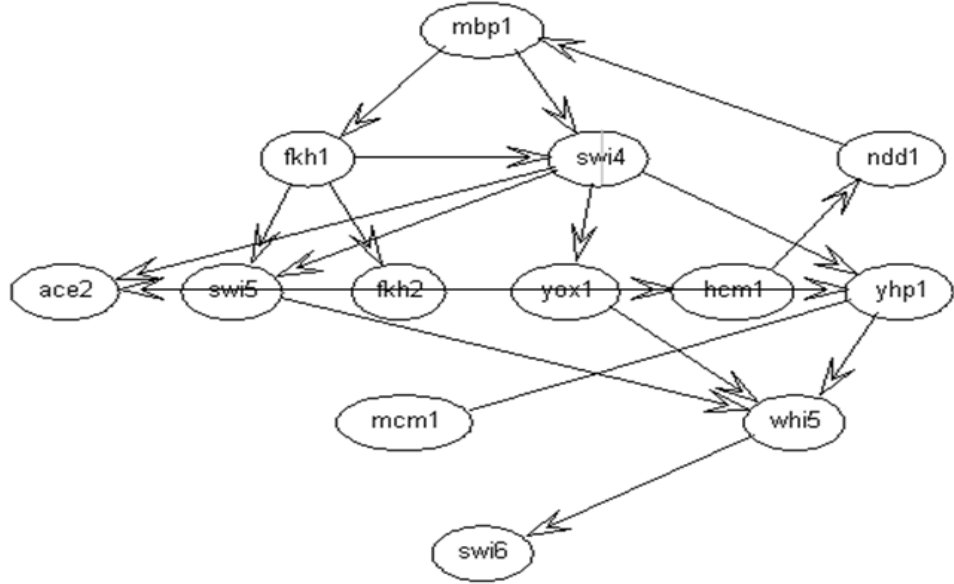 mbp1
fkh1
swi4
ndd1
ace2
swi5
fkh2
yox1
hcm1
yhp1
mcm1
whi5
swi6